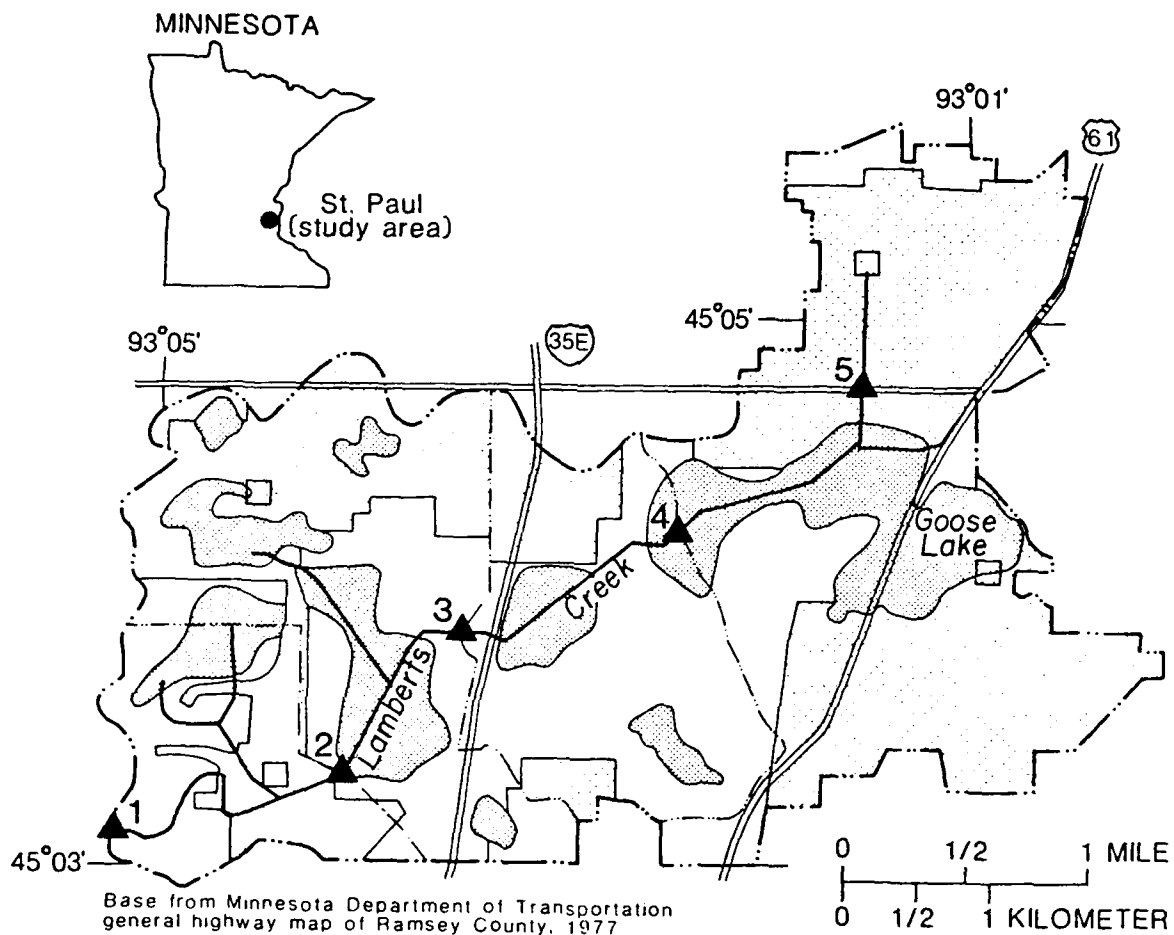 MINNESOTA
St. Paul
(study area)
93°01'
61
45°05'
93°05'
35E
5
4
Goose
Lake
3
Creek
Lamberts
2
1
45°03'
0 1/2 1 MILE
0 1/2 1 KILOMETER
Base from Minnesota Department of Transportation
general highway map of Ramsey County, 1977